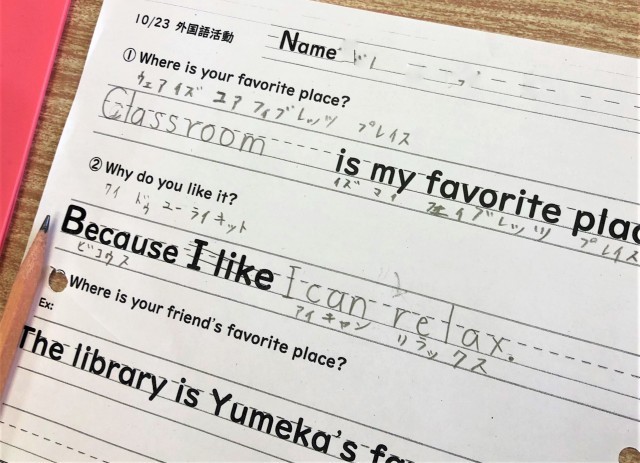 10/23 外国語活動
Name
① Where is your favorite place?
ウェア イズ ユア フィブレッツ プレイス
Classroom is my favorite plac
イズ マイ フェイブレッツ プレイス
② Why do you like it?
ワイ ドゥ ユー ライキット
Because I like I can relax.
ビコウス アイ キャン リラックス
Where is your friend's favorite place?
Ex:
The library is Yumeka's fa